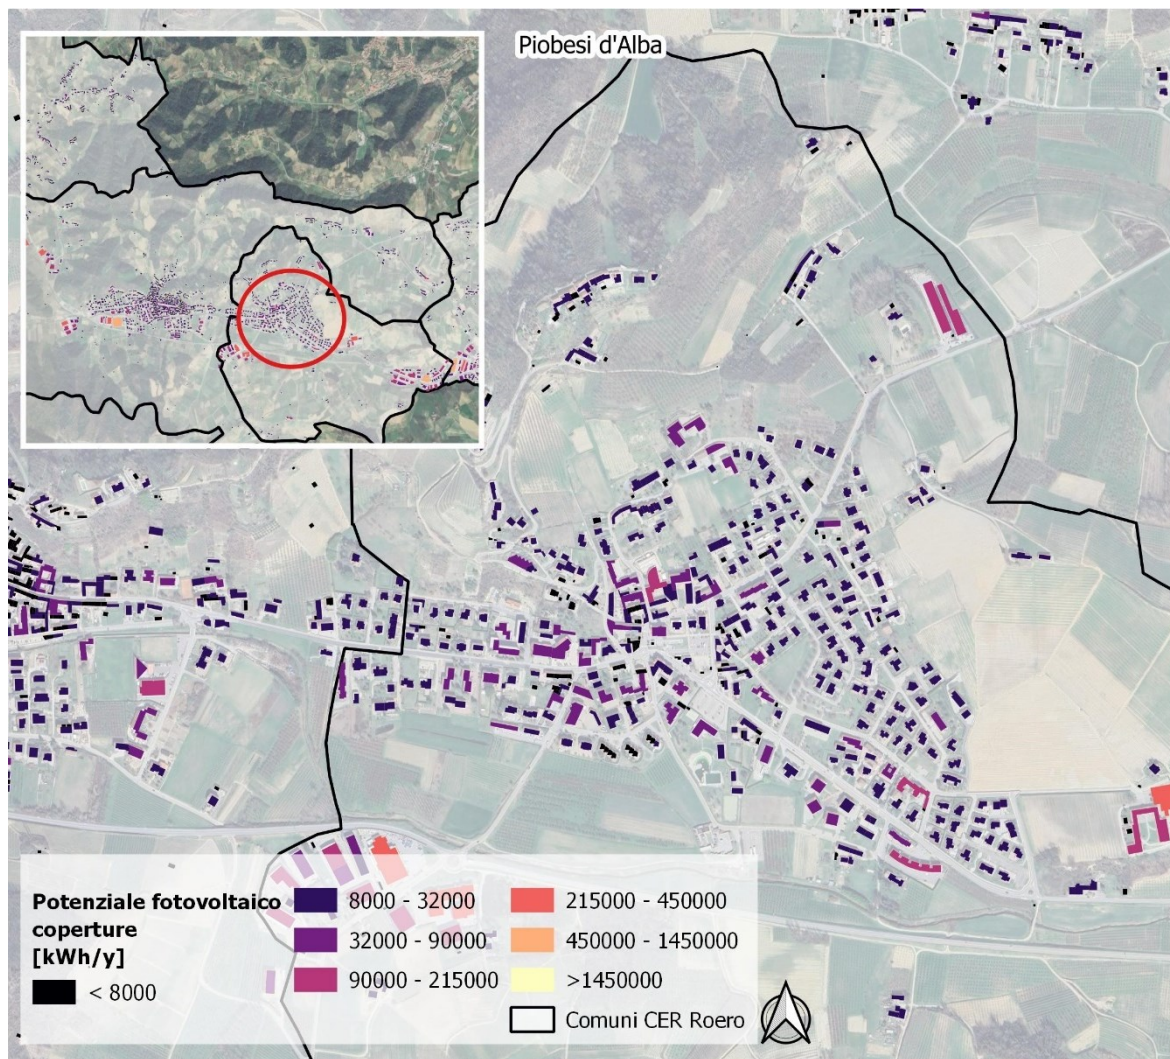 Piobesi d'Alba
Potenziale fotovoltaico
coperture
[kWh/y]
< 8000
8000 - 32000
32000 - 90000
90000 - 215000
215000 - 450000
450000 - 1450000
>1450000
Comuni CER Roero